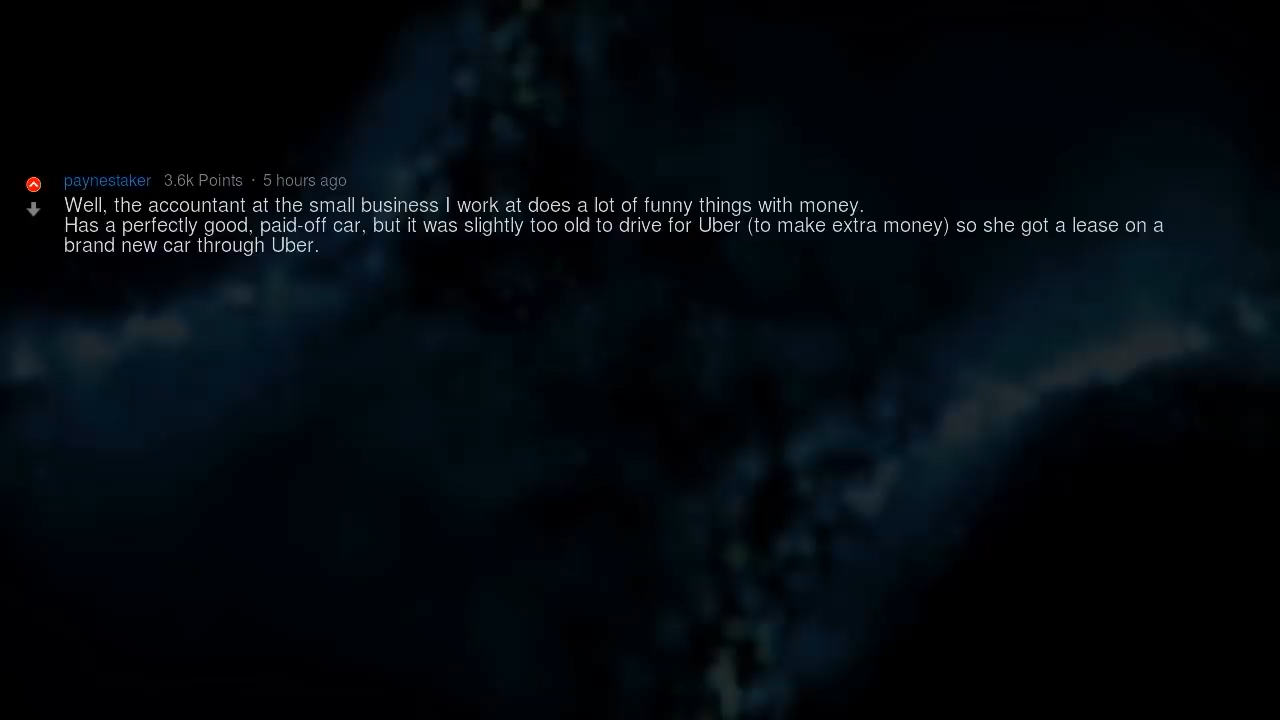 paynestaker 3.6k Points · 5 hours ago
Well, the accountant at the small business I work at does a lot of funny things with money.
Has a perfectly good, paid-off car, but it was slightly too old to drive for Uber (to make extra money) so she got a lease on a
brand new car through Uber.